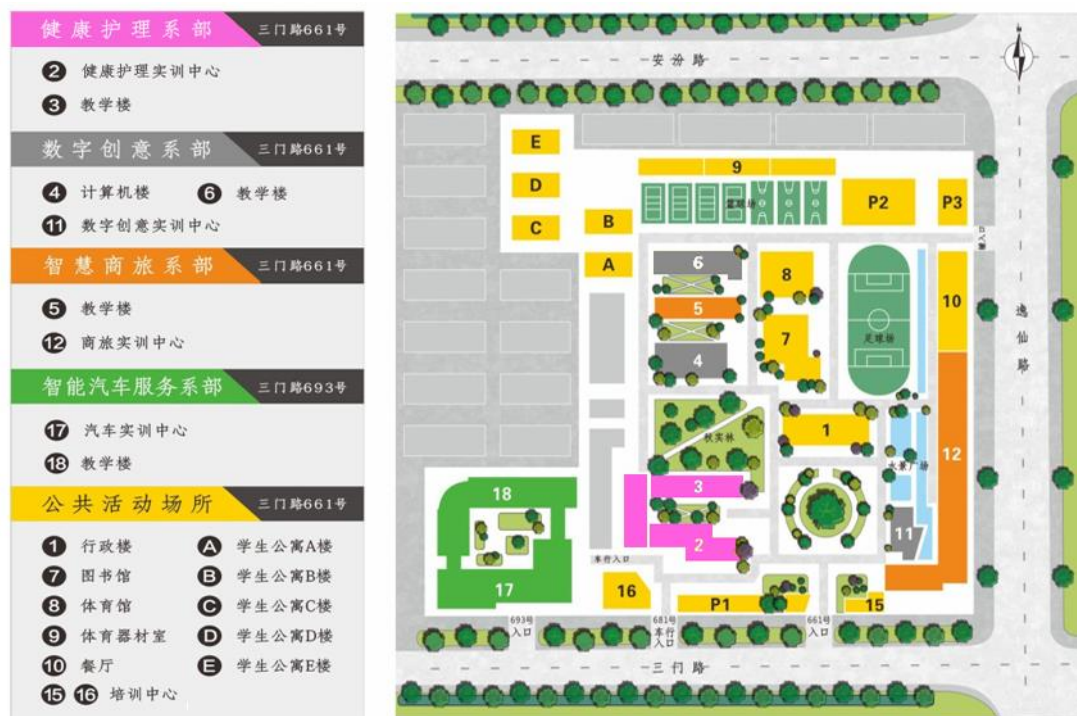 健康护理系部 三门路661号
2 健康护理实训中心
3 教学楼
数字创意系部 三门路661号
4 计算机楼 6 教学楼
11 数字创意实训中心
智慧商旅系部 三门路661号
5 教学楼
12 商旅实训中心
智能汽车服务系部 三门路693号
17 汽车实训中心
18 教学楼
公共活动场所 三门路661号
1 行政楼 A 学生公寓A楼
7 图书馆 B 学生公寓B楼
8 体育馆 C 学生公寓C楼
9 体育器材室 D 学生公寓D楼
10 餐厅 E 学生公寓E楼
15 16 培训中心
安汾路
E
9
D
P2
P3
篮球场
C
B
A
6
8
10
5
7
足球场
逸仙路
4
秋实林
1
水景广场
12
3
18
11
2
车行入口
17
16
P1
15
693号
入口
681号
车行
入口
661号
入口
三门路